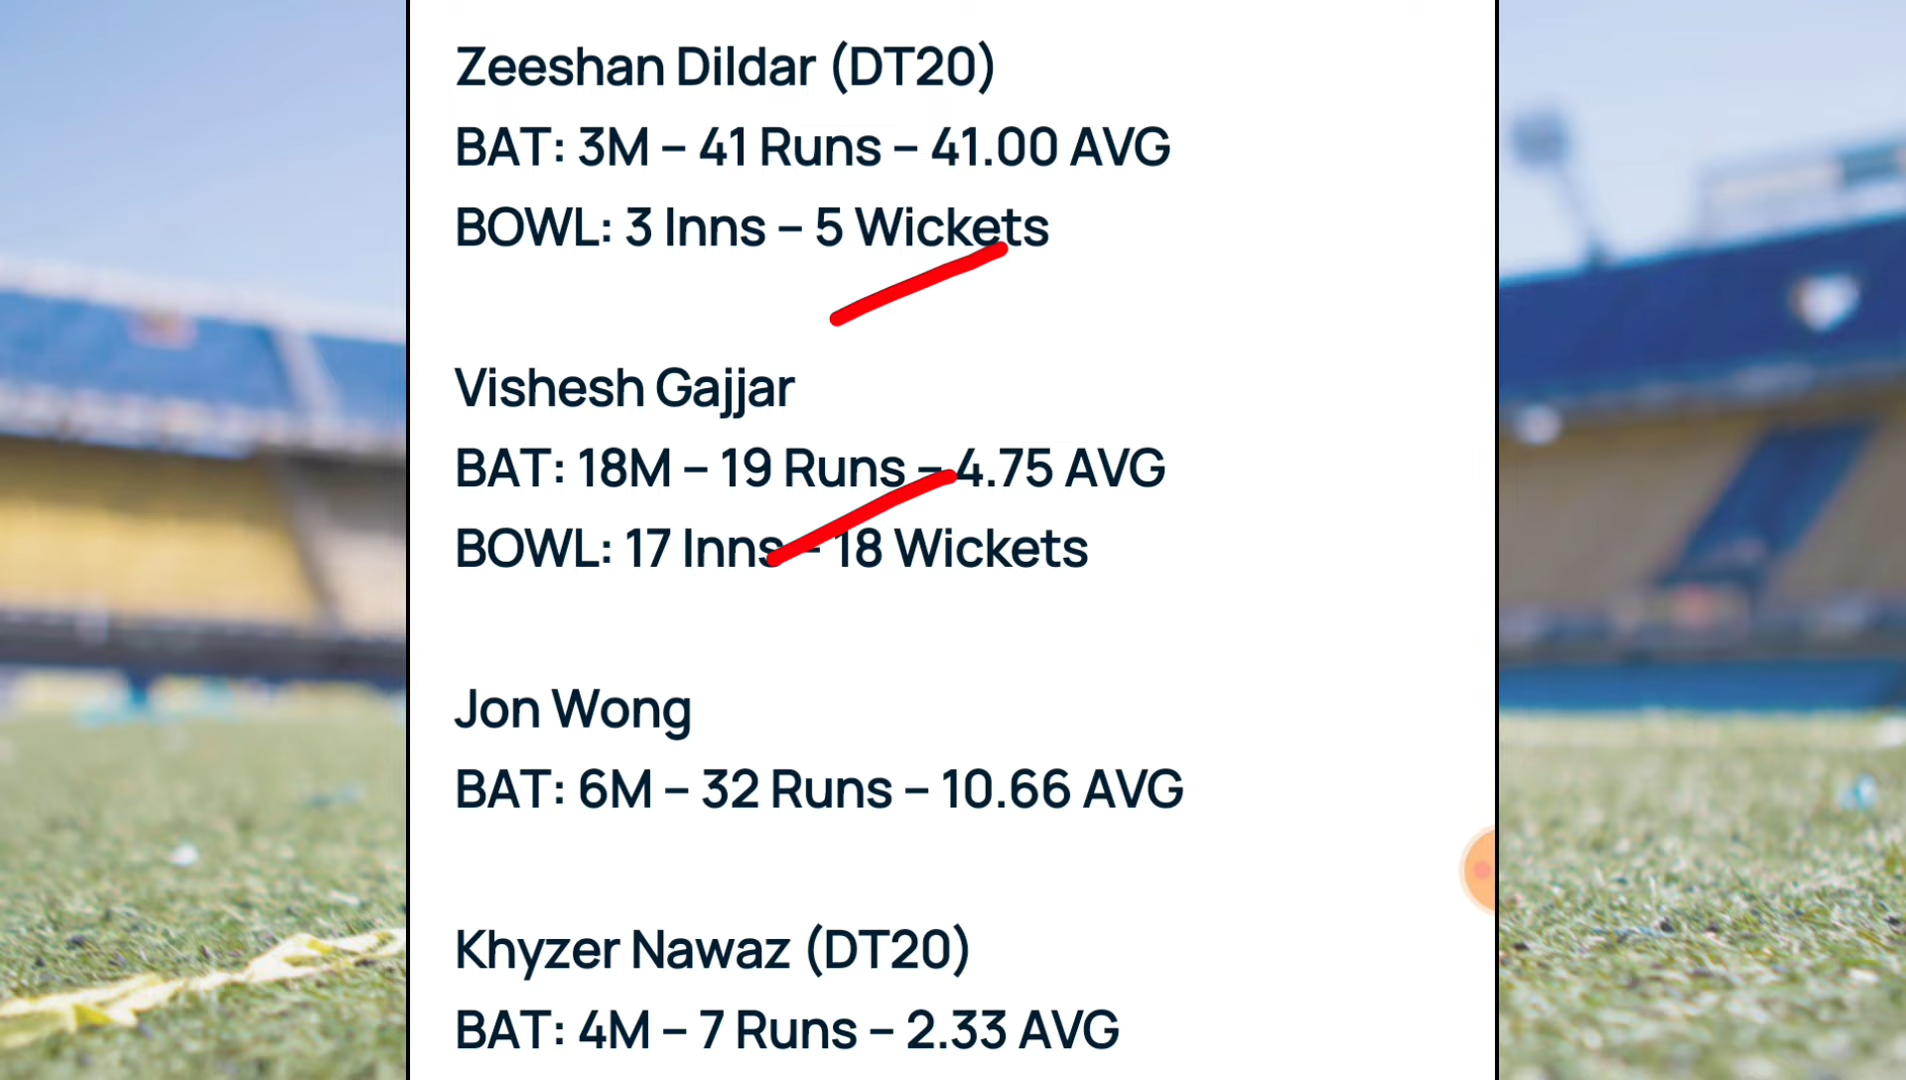 Zeeshan Dildar (DT20)
BAT: 3M – 41 Runs – 41.00 AVG
BOWL: 3 Inns – 5 Wickets
Vishesh Gajjar
BAT: 18M – 19 Runs – 4.75 AVG
BOWL: 17 Inns – 18 Wickets
Jon Wong
BAT: 6M – 32 Runs – 10.66 AVG
Khyzer Nawaz (DT20)
BAT: 4M – 7 Runs – 2.33 AVG